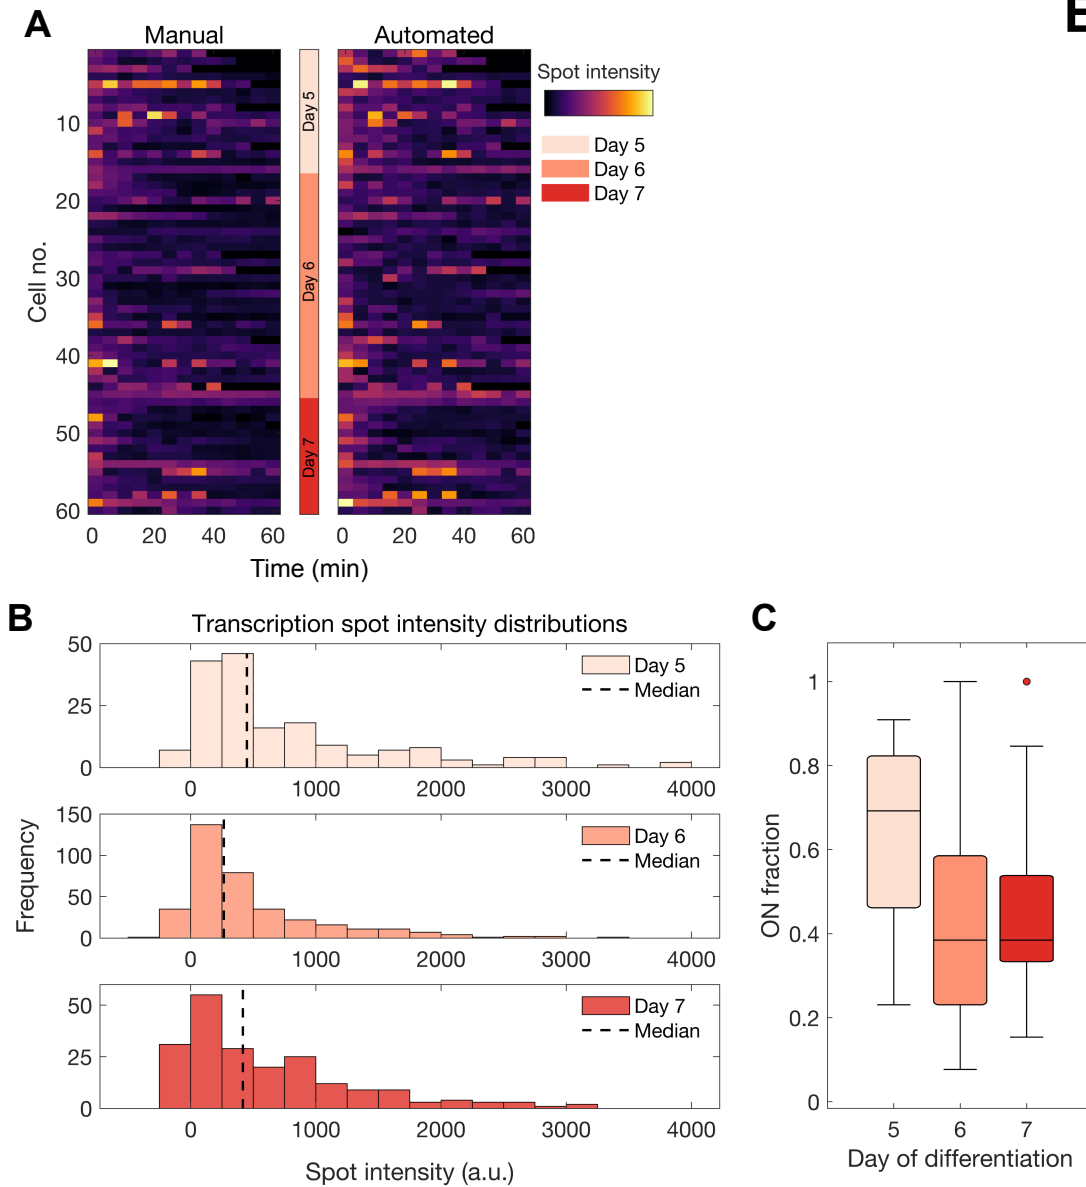 A
Manual
Automated
E
Spot intensity
Day 5
Day 6
Day 7
Day 5
Day 6
Day 7
10
20
30
40
50
60
Cell no.
0 20 40 60
0 20 40 60
Time (min)
B
Transcription spot intensity distributions
50
25
0
Day 5
Median
0 1000 2000 3000 4000
150
100
50
0
Day 6
Median
0 1000 2000 3000 4000
50
25
0
Day 7
Median
0 1000 2000 3000 4000
Frequency
Spot intensity (a.u.)
C
1
0.8
0.6
0.4
0.2
0
ON fraction
5 6 7
Day of differentiation